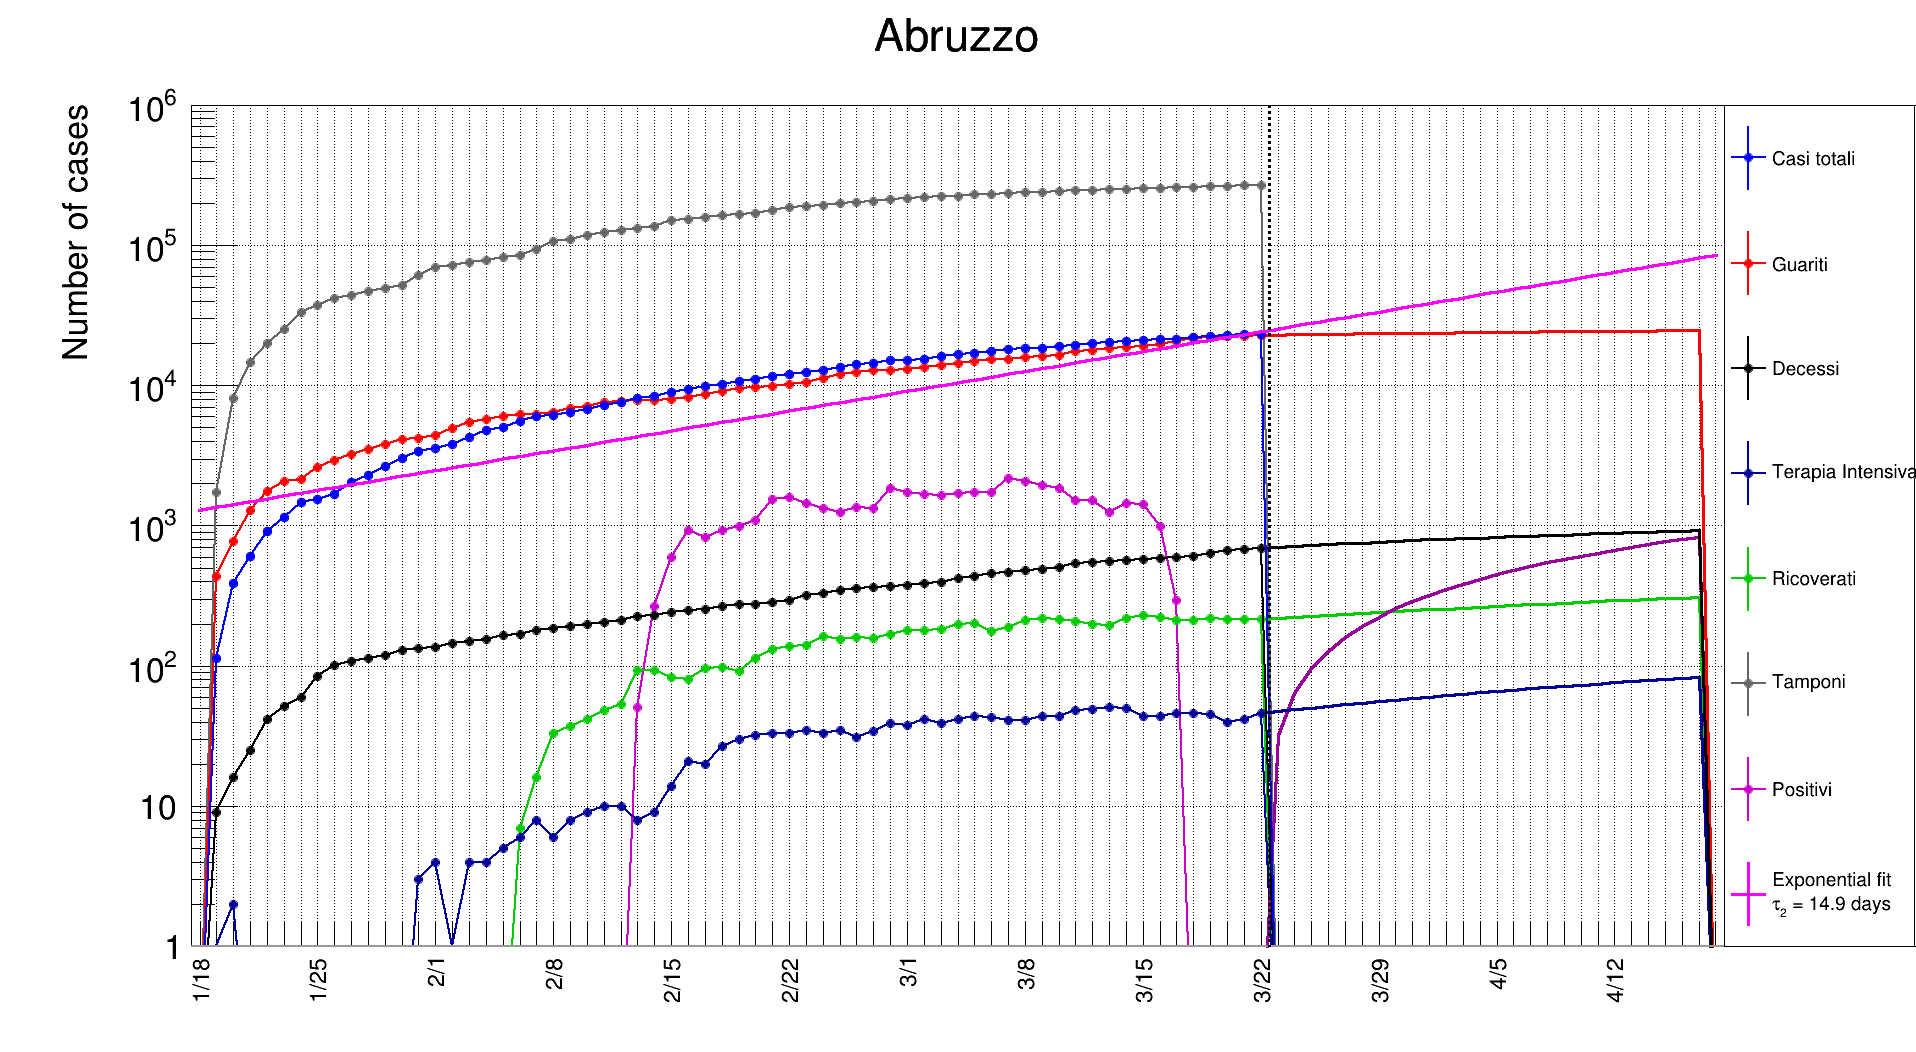 Abruzzo
Number of cases
10^6
10^5
10^4
10^3
10^2
10
1
1/18
1/25
2/1
2/8
2/15
2/22
3/1
3/8
3/15
3/22
3/29
4/5
4/12
Casi totali
Guariti
Decessi
Terapia Intensiva
Ricoverati
Tamponi
Positivi
Exponential fit
τ₂ = 14.9 days